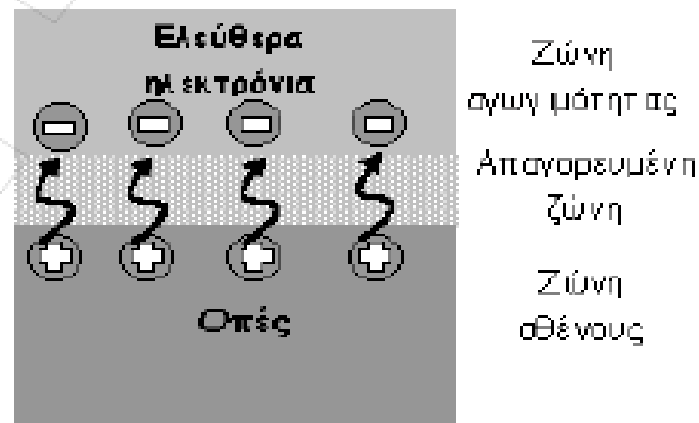 Ελεύθερα
ηλεκτρόνια
Ζώνη
αγωγιμότητας
Απαγορευμένη
ζώνη
Οπές
Ζώνη
σθένους